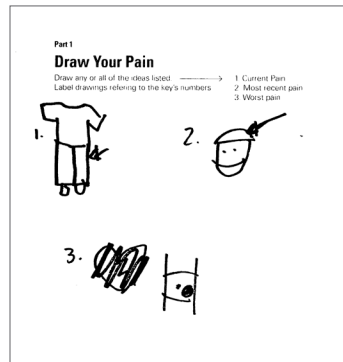 Part 1
Draw Your Pain
Draw any or all of the ideas listed
Label drawings refering to the key's numbers
1 Current Pain
2 Most recent pain
3 Worst pain
1.
2.
3.